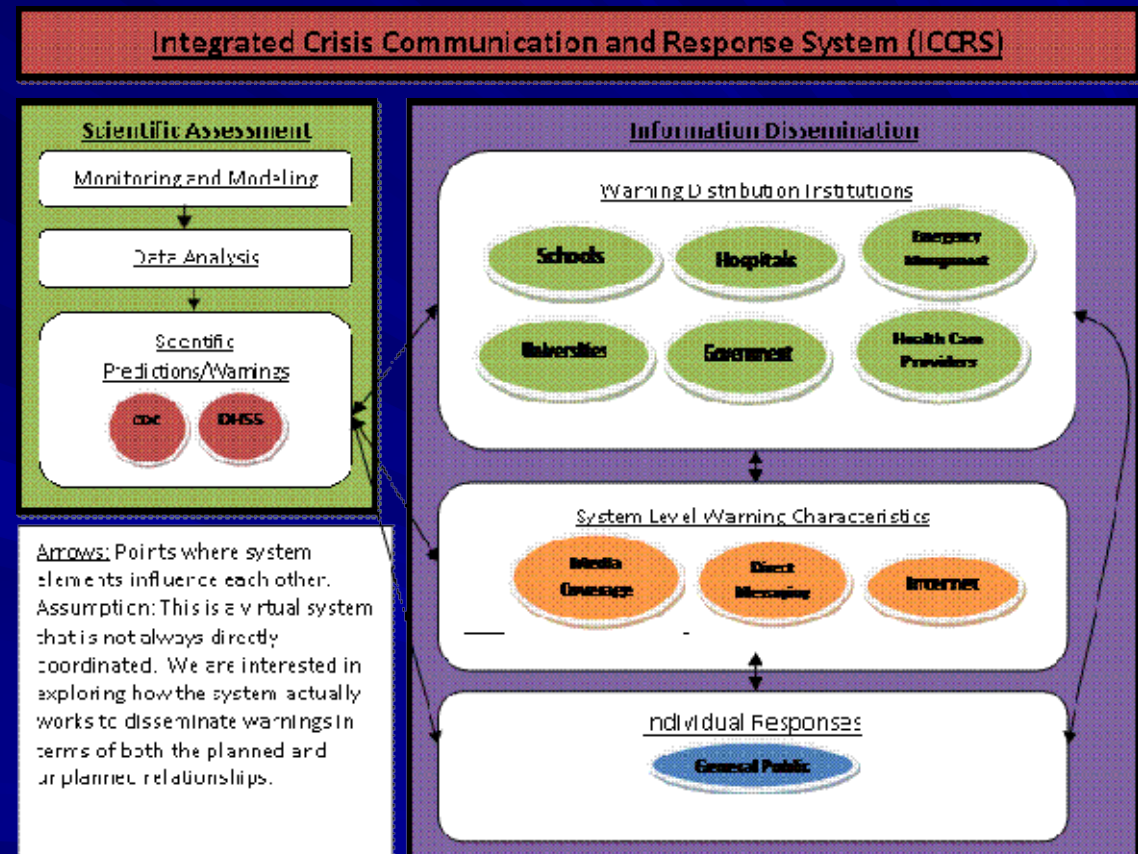 Integrated Crisis Communication and Response System (ICCRS)
Scientific Assessment
Monitoring and Modeling
Data Analysis
Scientific
Predictions/Warnings
CDC
DHSS
Arrows: Points where system
elements influence each other.
Assumption: This is a virtual system
that is not always directly
coordinated. We are interested in
exploring how the system actually
works to disseminate warnings in
terms of both the planned and
unplanned relationships.
Information Dissemination
Warning Distribution Institutions
Schools
Hospitals
Emergency
Management
Universities
Government
Health Care
Providers
System Level Warning Characteristics
Media
Coverage
Direct
Messaging
Internet
Individual Responses
General Public